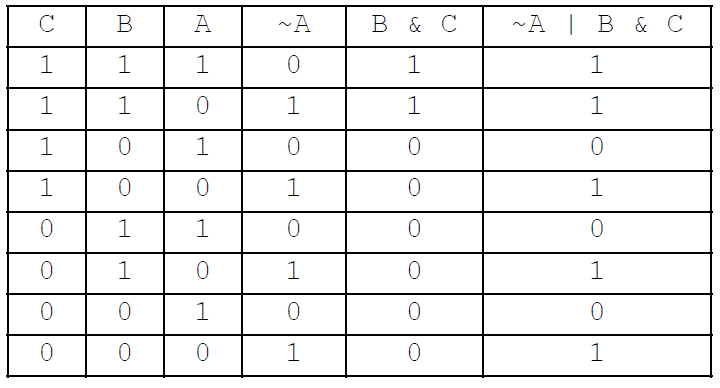 C B A ~A B & C ~A | B & C
1 1 1 0 1 1
1 1 0 1 1 1
1 0 1 0 0 0
1 0 0 1 0 1
0 1 1 0 0 0
0 1 0 1 0 1
0 0 1 0 0 0
0 0 0 1 0 1